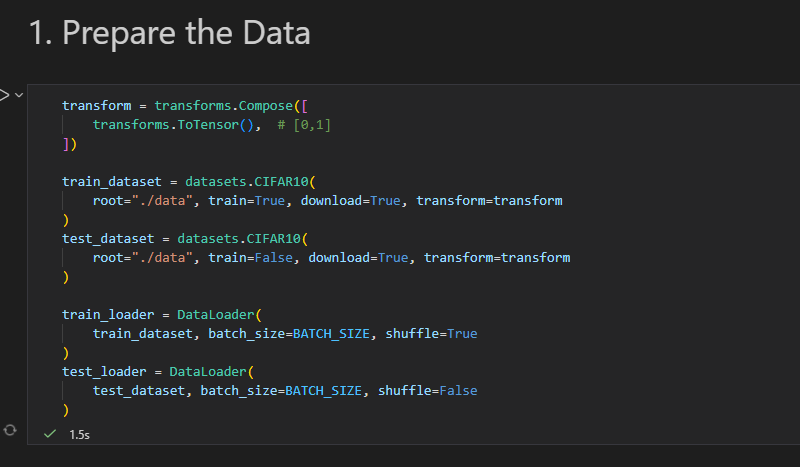 1. Prepare the Data
transform = transforms.Compose([
    transforms.ToTensor(),  # [0,1]
])

train_dataset = datasets.CIFAR10(
    root="./data", train=True, download=True, transform=transform
)
test_dataset = datasets.CIFAR10(
    root="./data", train=False, download=True, transform=transform
)

train_loader = DataLoader(
    train_dataset, batch_size=BATCH_SIZE, shuffle=True
)
test_loader = DataLoader(
    test_dataset, batch_size=BATCH_SIZE, shuffle=False
)
1.5s